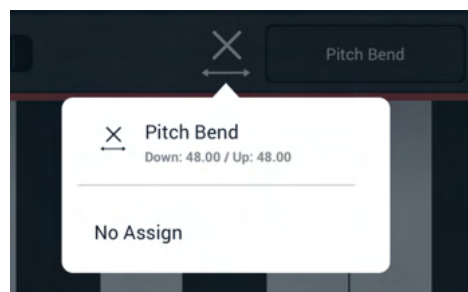 Pitch Bend
Pitch Bend
Down: 48.00 / Up: 48.00
No Assign